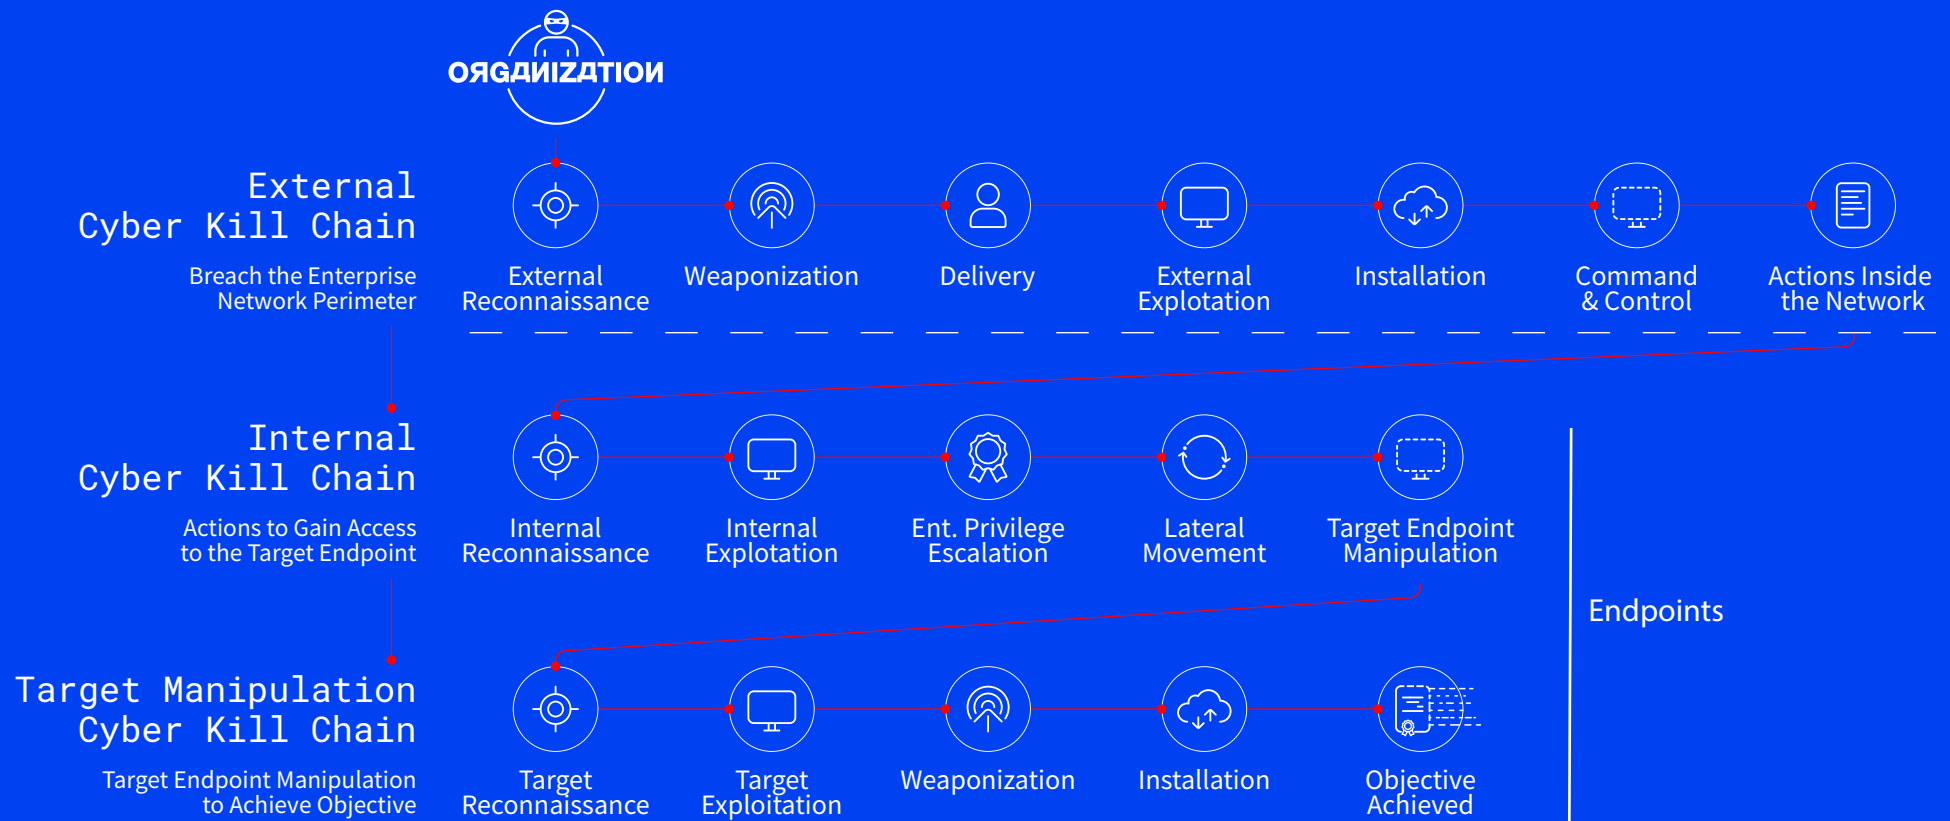 OЯGДИIZДTIOИ
External
Cyber Kill Chain
Breach the Enterprise
Network Perimeter
External
Reconnaissance
Weaponization
Delivery
External
Explotation
Installation
Command
& Control
Actions Inside
the Network
Internal
Cyber Kill Chain
Actions to Gain Access
to the Target Endpoint
Internal
Reconnaissance
Internal
Explotation
Ent. Privilege
Escalation
Lateral
Movement
Target Endpoint
Manipulation
Endpoints
Target Manipulation
Cyber Kill Chain
Target Endpoint Manipulation
to Achieve Objective
Target
Reconnaissance
Target
Exploitation
Weaponization
Installation
Objective
Achieved